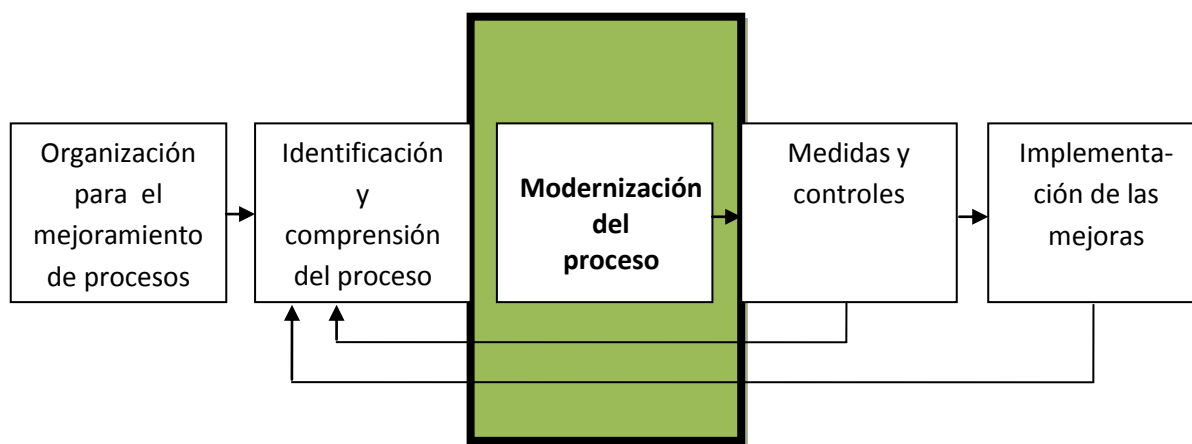 Organización
para el
mejoramiento
de procesos
Identificación
y
comprensión
del proceso
Modernización
del
proceso
Medidas y
controles
Implementa-
ción de las
mejoras